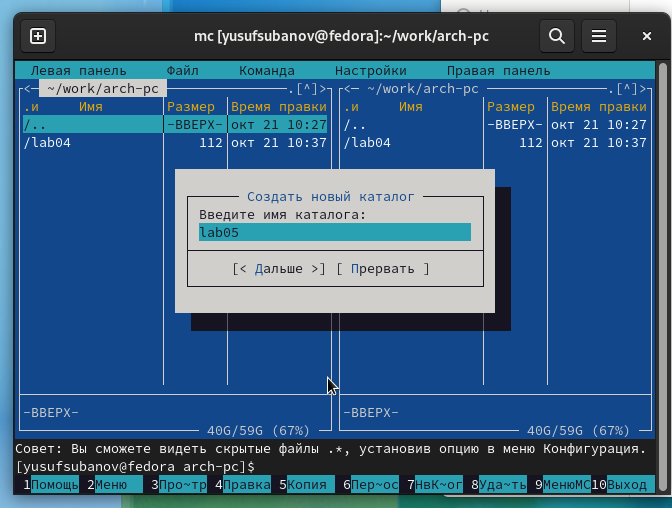 mc [yusufsubanov@fedora]:~/work/arch-pc
Левая панель Файл Команда Настройки Правая панель
<─ ~/work/arch-pc .[^]> <─ ~/work/arch-pc .[^]>
.и Имя Размер Время правки .и Имя Размер Время правки
/.. -ВВЕРХ- окт 21 10:27 /.. -ВВЕРХ- окт 21 10:27
/lab04 112 окт 21 10:37 /lab04 112 окт 21 10:37
Создать новый каталог
Введите имя каталога:
lab05
[< Дальше >] [ Прервать ]
-ВВЕРХ- -ВВЕРХ-
40G/59G (67%) 40G/59G (67%)
Совет: Вы сможете видеть скрытые файлы .*, установив опцию в меню Конфигурация.
[yusufsubanov@fedora arch-pc]$
1Помощь 2Меню 3Про~тр 4Правка 5Копия 6Пер~ос 7НвК~ог 8Уда~ть 9МенюМС 10Выход